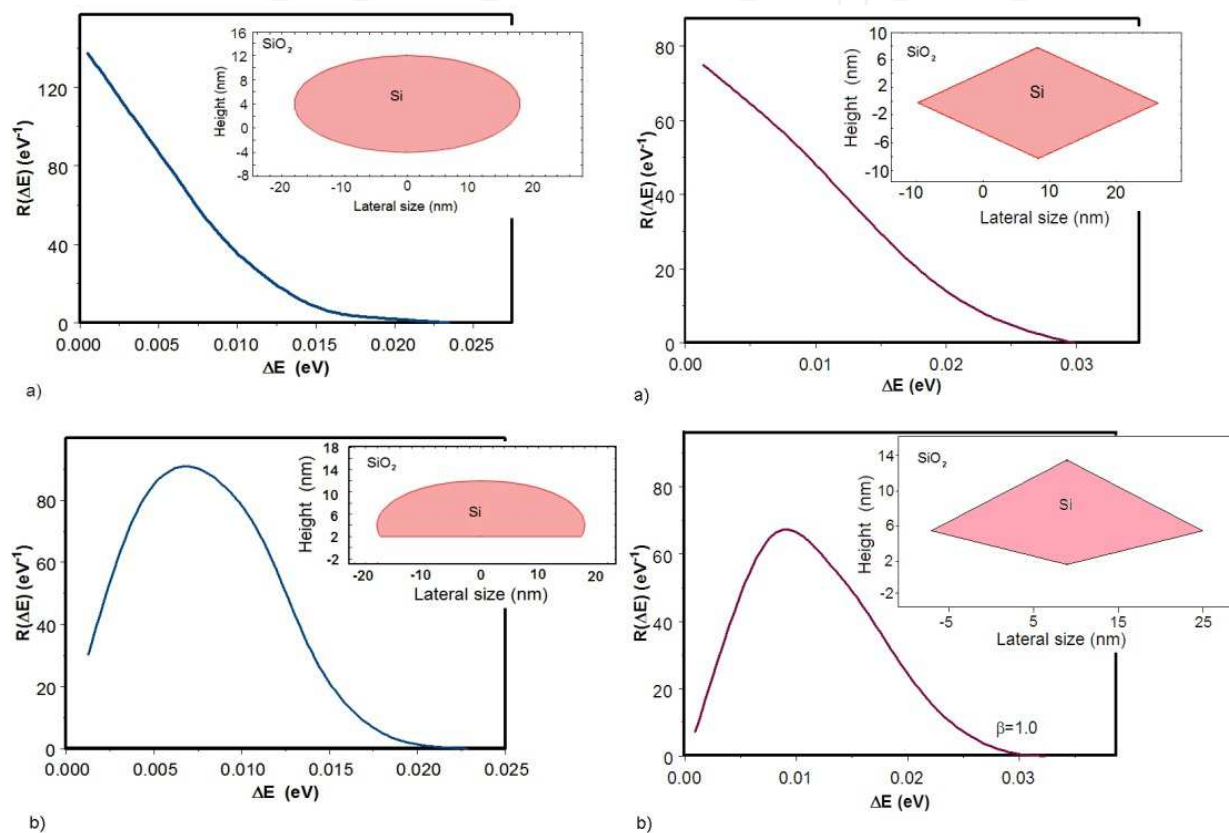 SiO2
Si
Height (nm)
16
12
8
4
0
-4
-8
-20
-10
0
10
20
Lateral size (nm)
R(ΔE) (eV-1)
120
80
40
0
0.000
0.005
0.010
0.015
0.020
0.025
ΔE (eV)
a)
SiO2
Si
Height (nm)
10
6
2
-2
-6
-10
-10
0
10
20
Lateral size (nm)
R(ΔE) (eV-1)
80
60
40
20
0
0.00
0.01
0.02
0.03
ΔE (eV)
a)
SiO2
Si
Height (nm)
18
14
10
6
2
-2
-20
-10
0
10
20
Lateral size (nm)
R(ΔE) (eV-1)
80
60
40
20
0
0.000
0.005
0.010
0.015
0.020
0.025
ΔE (eV)
b)
SiO2
Si
Height (nm)
14
10
6
2
-2
-5
5
15
25
Lateral size (nm)
R(ΔE) (eV-1)
80
60
40
20
0
β=1.0
0.00
0.01
0.02
0.03
ΔE (eV)
b)